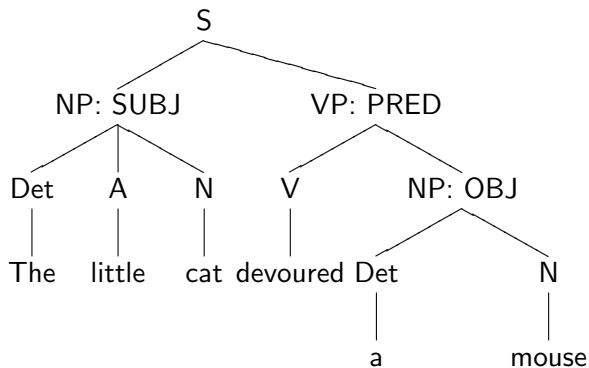 S
NP: SUBJ VP: PRED
Det A N V NP: OBJ
The little cat devoured Det N
a mouse